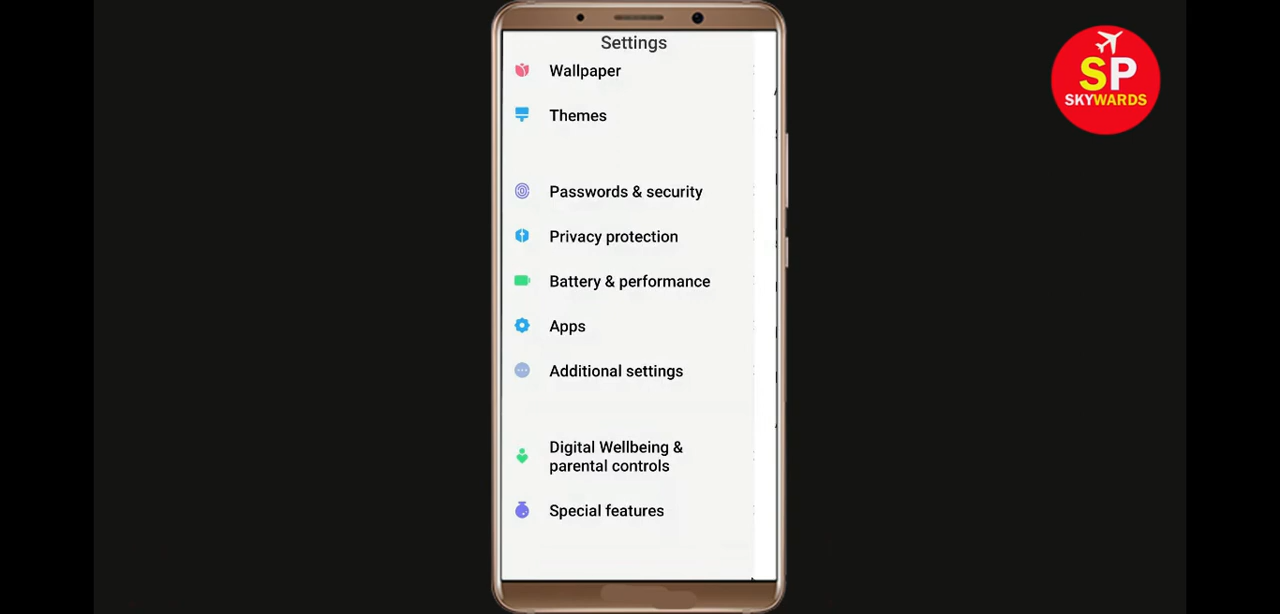 Settings
Wallpaper
Themes
Passwords & security
Privacy protection
Battery & performance
Apps
Additional settings
Digital Wellbeing &
parental controls
Special features
SP
SKYWARDS